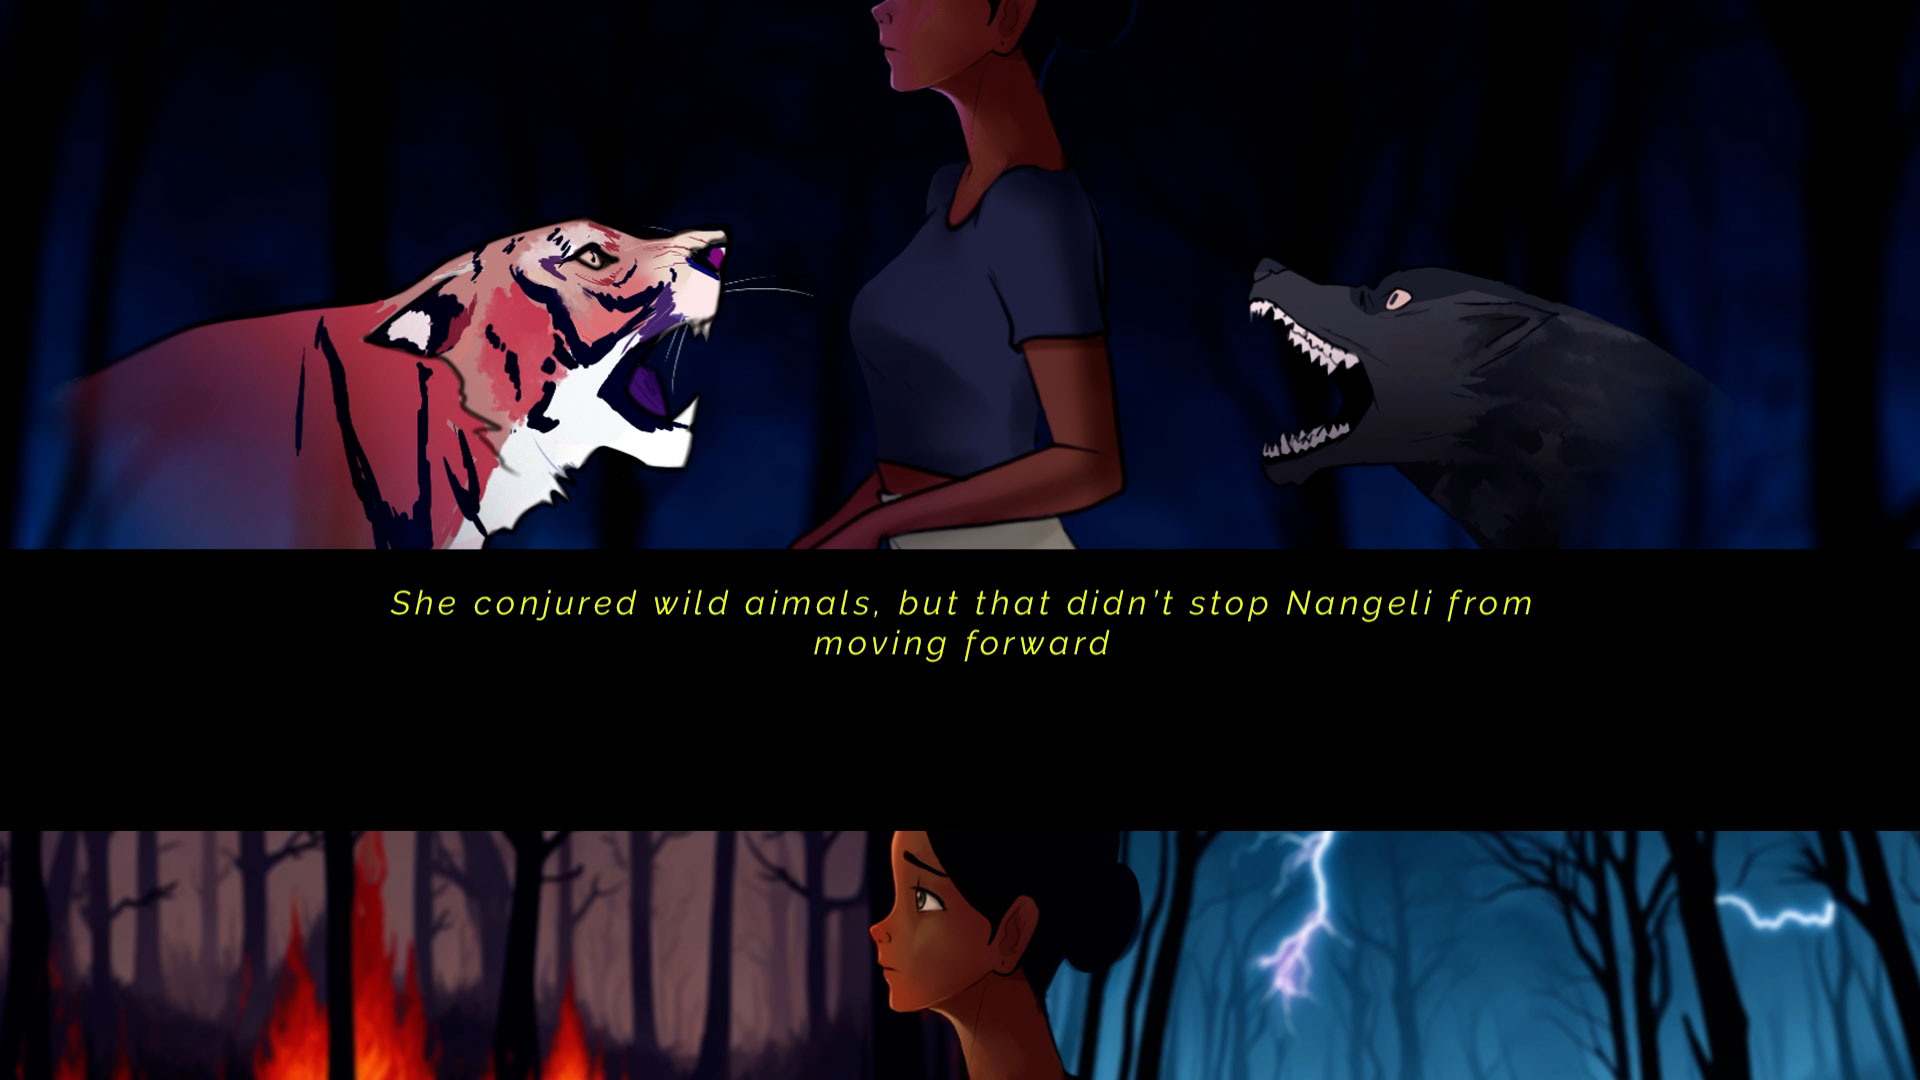 She conjured wild aimals, but that didn’t stop Nangeli from
moving forward